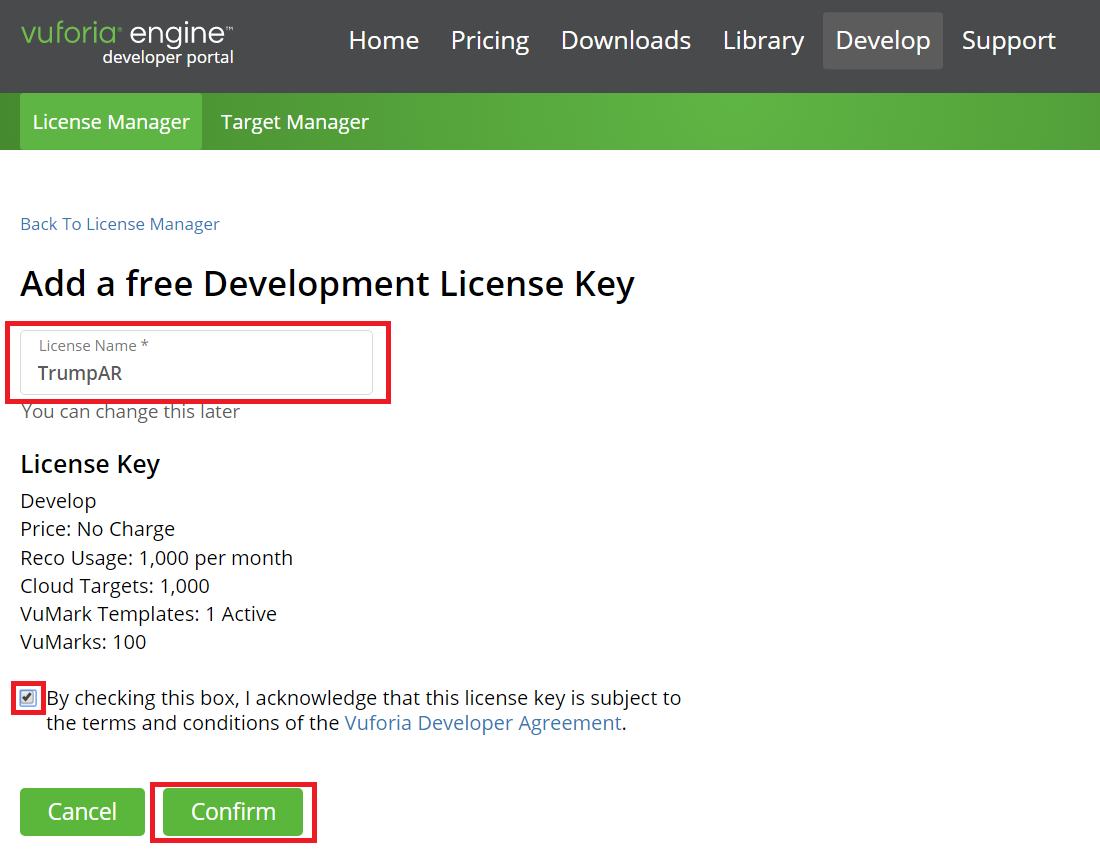 vuforia® engine™
developer portal
Home Pricing Downloads Library Develop Support
License Manager Target Manager
Back To License Manager
Add a free Development License Key
License Name *
TrumpAR
You can change this later
License Key
Develop
Price: No Charge
Reco Usage: 1,000 per month
Cloud Targets: 1,000
VuMark Templates: 1 Active
VuMarks: 100
By checking this box, I acknowledge that this license key is subject to
the terms and conditions of the Vuforia Developer Agreement.
Cancel Confirm